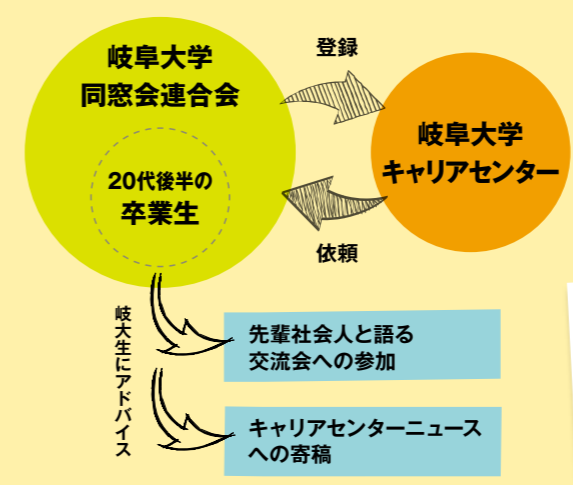 岐阜大学
同窓会連合会
20代後半の
卒業生
登録
岐阜大学
キャリアセンター
依頼
岐大生にアドバイス
先輩社会人と語る
交流会への参加
キャリアセンターニュース
への寄稿